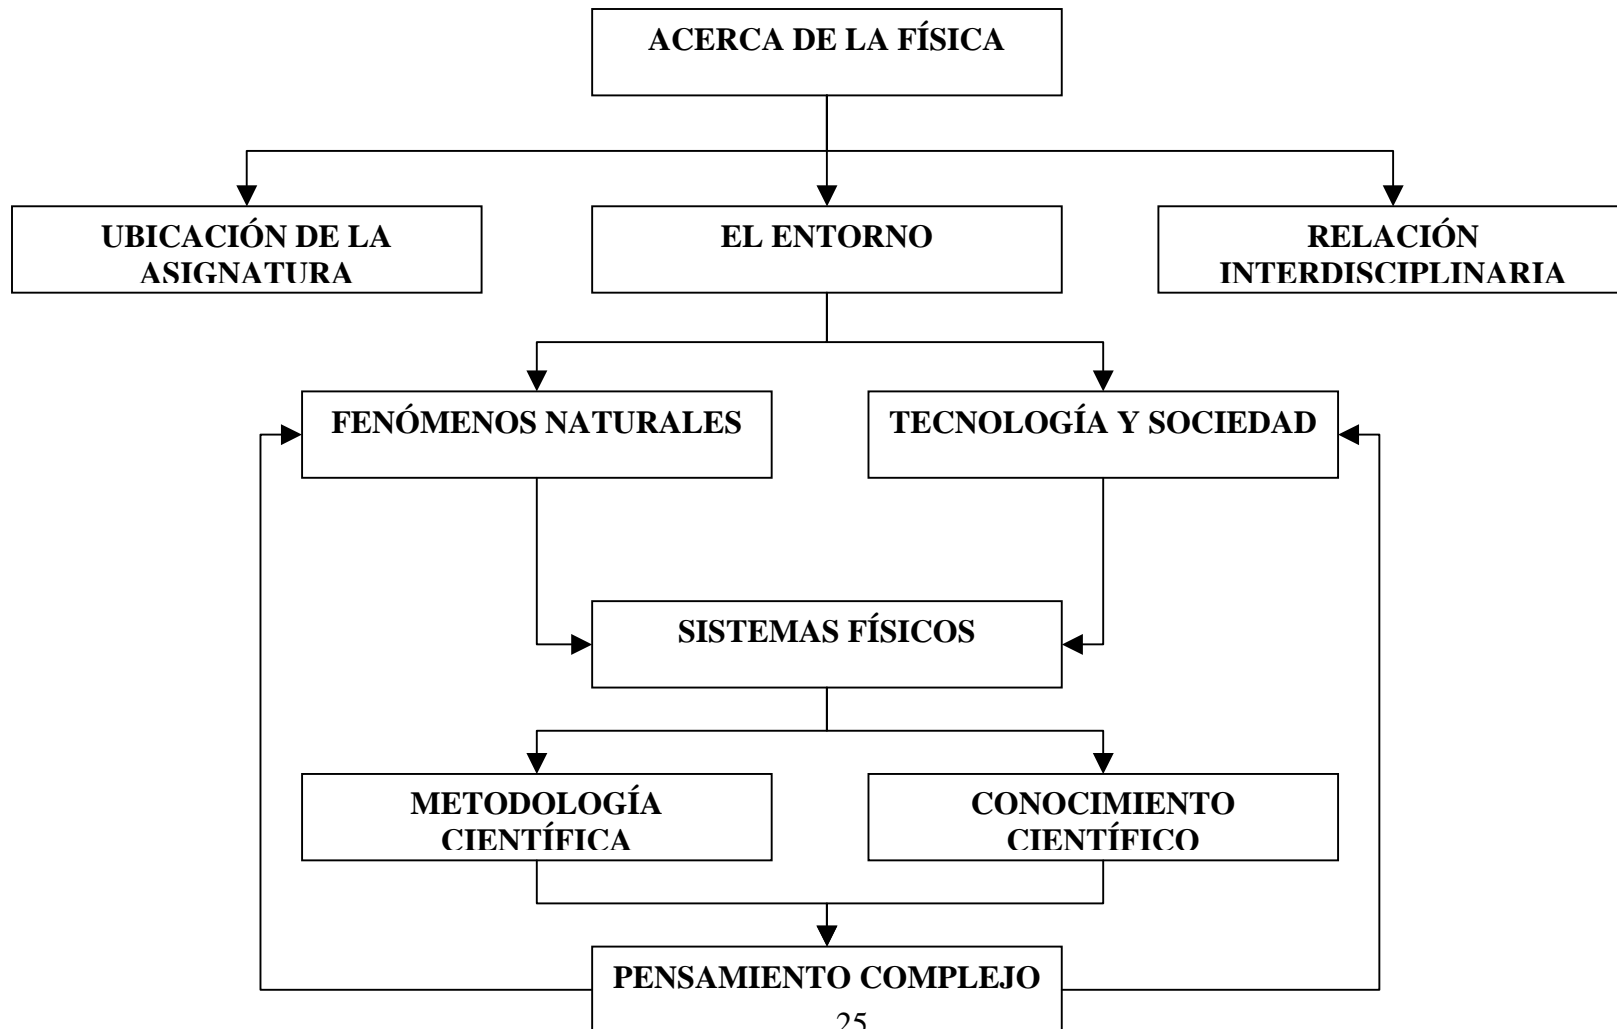 ACERCA DE LA FÍSICA
UBICACIÓN DE LA
ASIGNATURA
EL ENTORNO
RELACIÓN
INTERDISCIPLINARIA
FENÓMENOS NATURALES
TECNOLOGÍA Y SOCIEDAD
SISTEMAS FÍSICOS
METODOLOGÍA
CIENTÍFICA
CONOCIMIENTO
CIENTÍFICO
PENSAMIENTO COMPLEJO
25